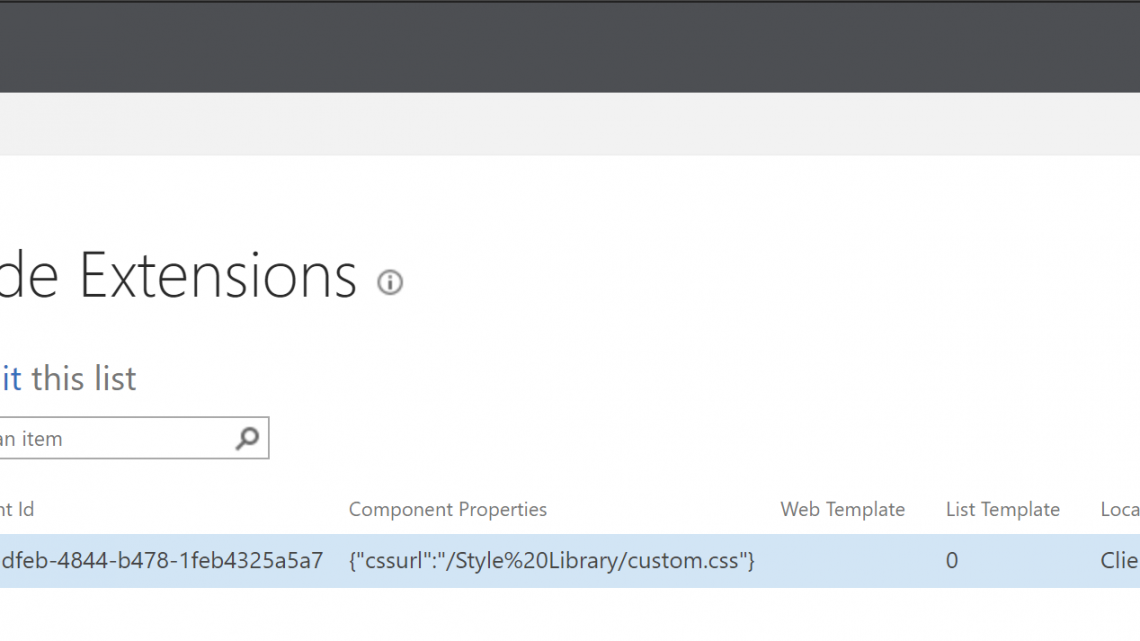 de Extensions
it this list
an item
nt Id Component Properties Web Template List Template Loca
dfeb-4844-b478-1feb4325a5a7 {"cssurl":"/Style%20Library/custom.css"} 0 Clie